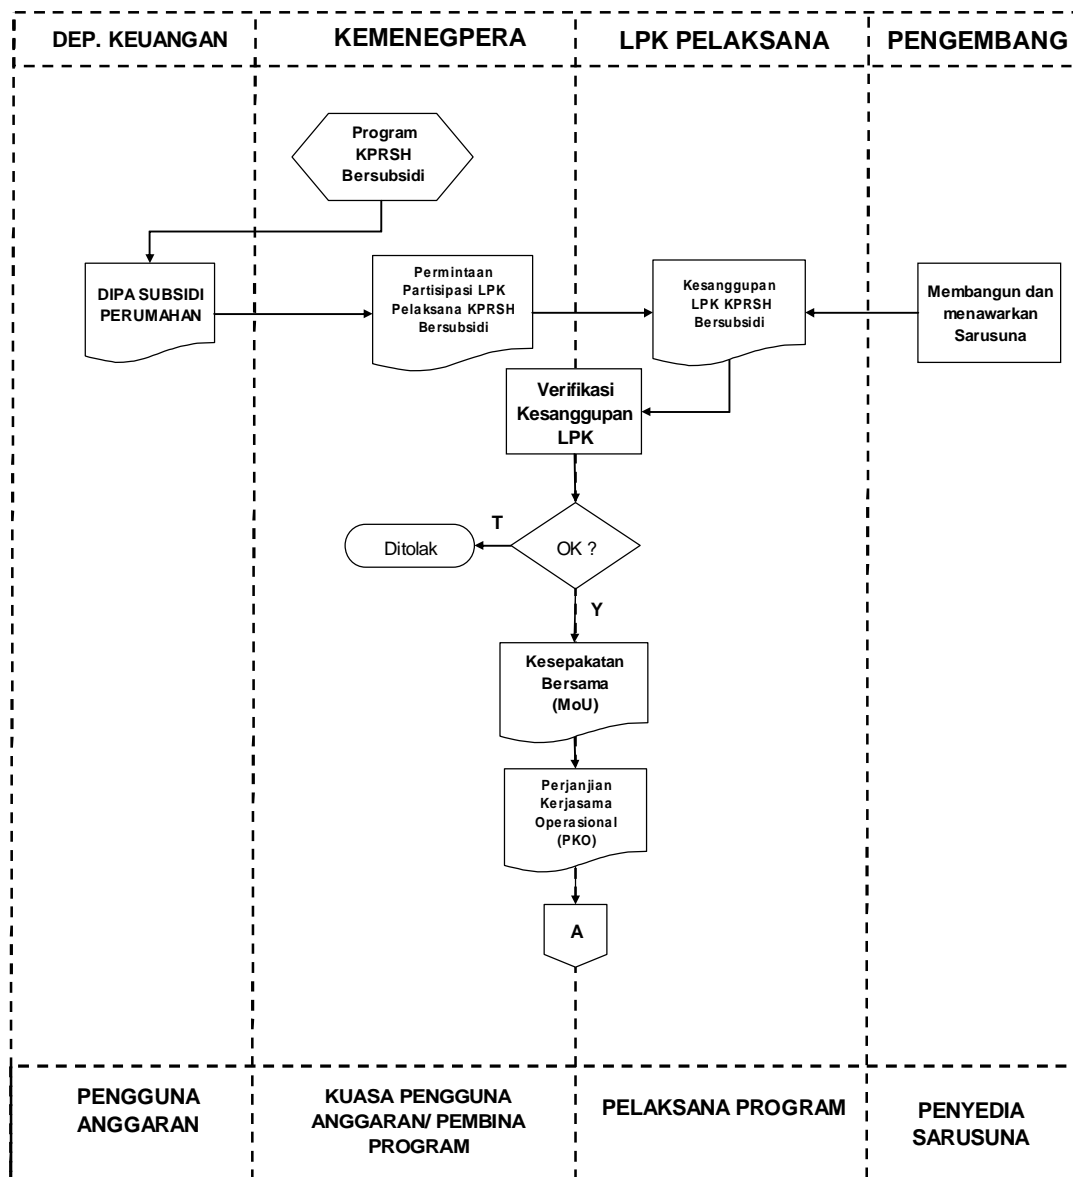 DEP. KEUANGAN
KEMENEGPERA
LPK PELAKSANA
PENGEMBANG
Program
KPRSH
Bersubsidi
DIPA SUBSIDI
PERUMAHAN
Permintaan
Partisipasi LPK
Pelaksana KPRSH
Bersubsidi
Kesanggupan
LPK KPRSH
Bersubsidi
Membangun dan
menawarkan
Sarusuna
Verifikasi
Kesanggupan
LPK
OK ?
T
Ditolak
Y
Kesepakatan
Bersama
(MoU)
Perjanjian
Kerjasama
Operasional
(PKO)
A
PENGGUNA
ANGGARAN
KUASA PENGGUNA
ANGGARAN/ PEMBINA
PROGRAM
PELAKSANA PROGRAM
PENYEDIA
SARUSUNA